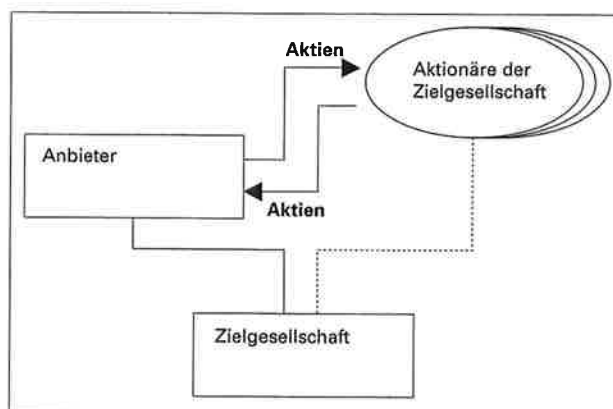 Aktien
Aktionäre der
Zielgesellschaft
Anbieter
Aktien
Zielgesellschaft